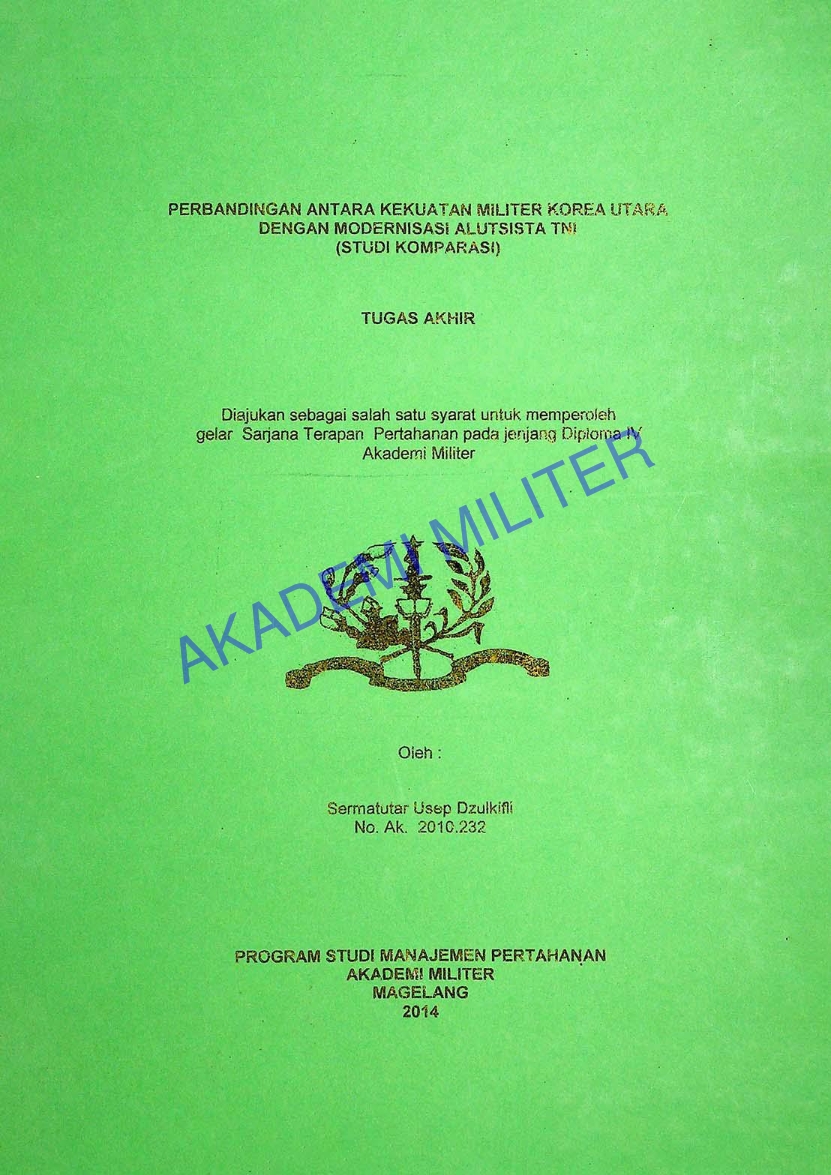 PERBANDINGAN ANTARA KEKUATAN MILITER KOREA UTARA
DENGAN MODERNISASI ALUTSISTA TNI
(STUDI KOMPARASI)
TUGAS AKHIR
Diajukan sebagai salah satu syarat untuk memperoleh
gelar Sarjana Terapan Pertahanan pada jenjang Diploma IV
Akademi Militer
AKADEMI MILITER
Oleh :
Sermatutar Usep Dzulkifli
No. Ak. 2010.232
PROGRAM STUDI MANAJEMEN PERTAHANAN
AKADEMI MILITER
MAGELANG
2014